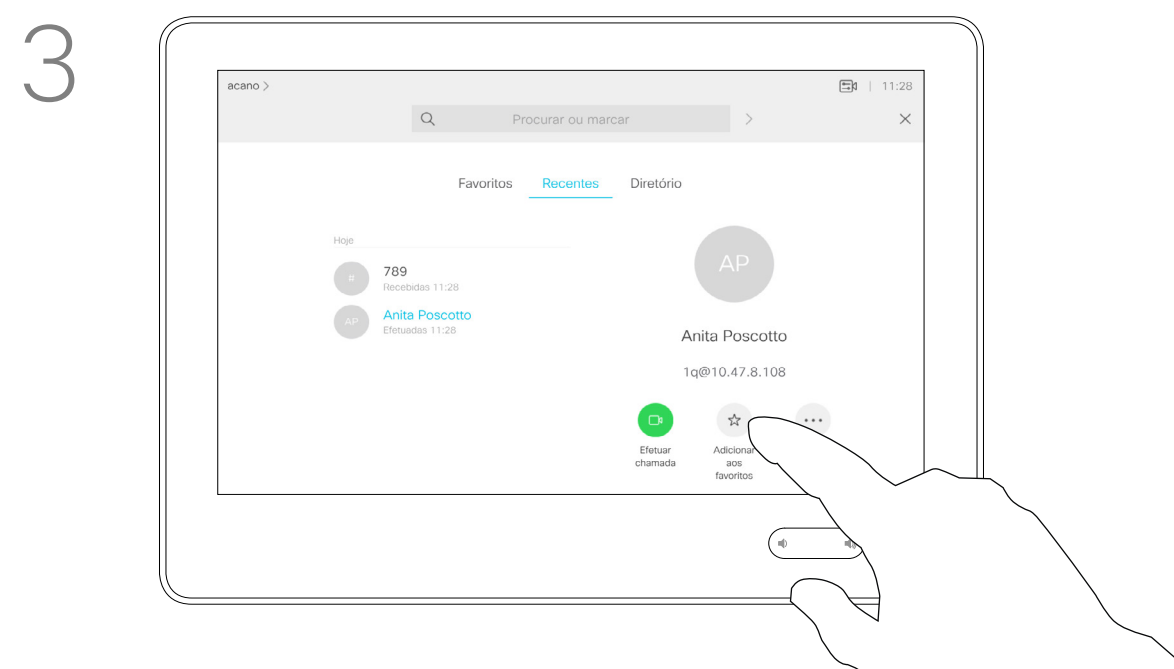 3
acano >
11:28
Procurar ou marcar
Favoritos Recentes Diretório
Hoje
#
789
Recebidas 11:28
AP
Anita Poscotto
Efetuadas 11:28
AP
Anita Poscotto
1q@10.47.8.108
Efetuar
chamada
Adicionar
aos
favoritos